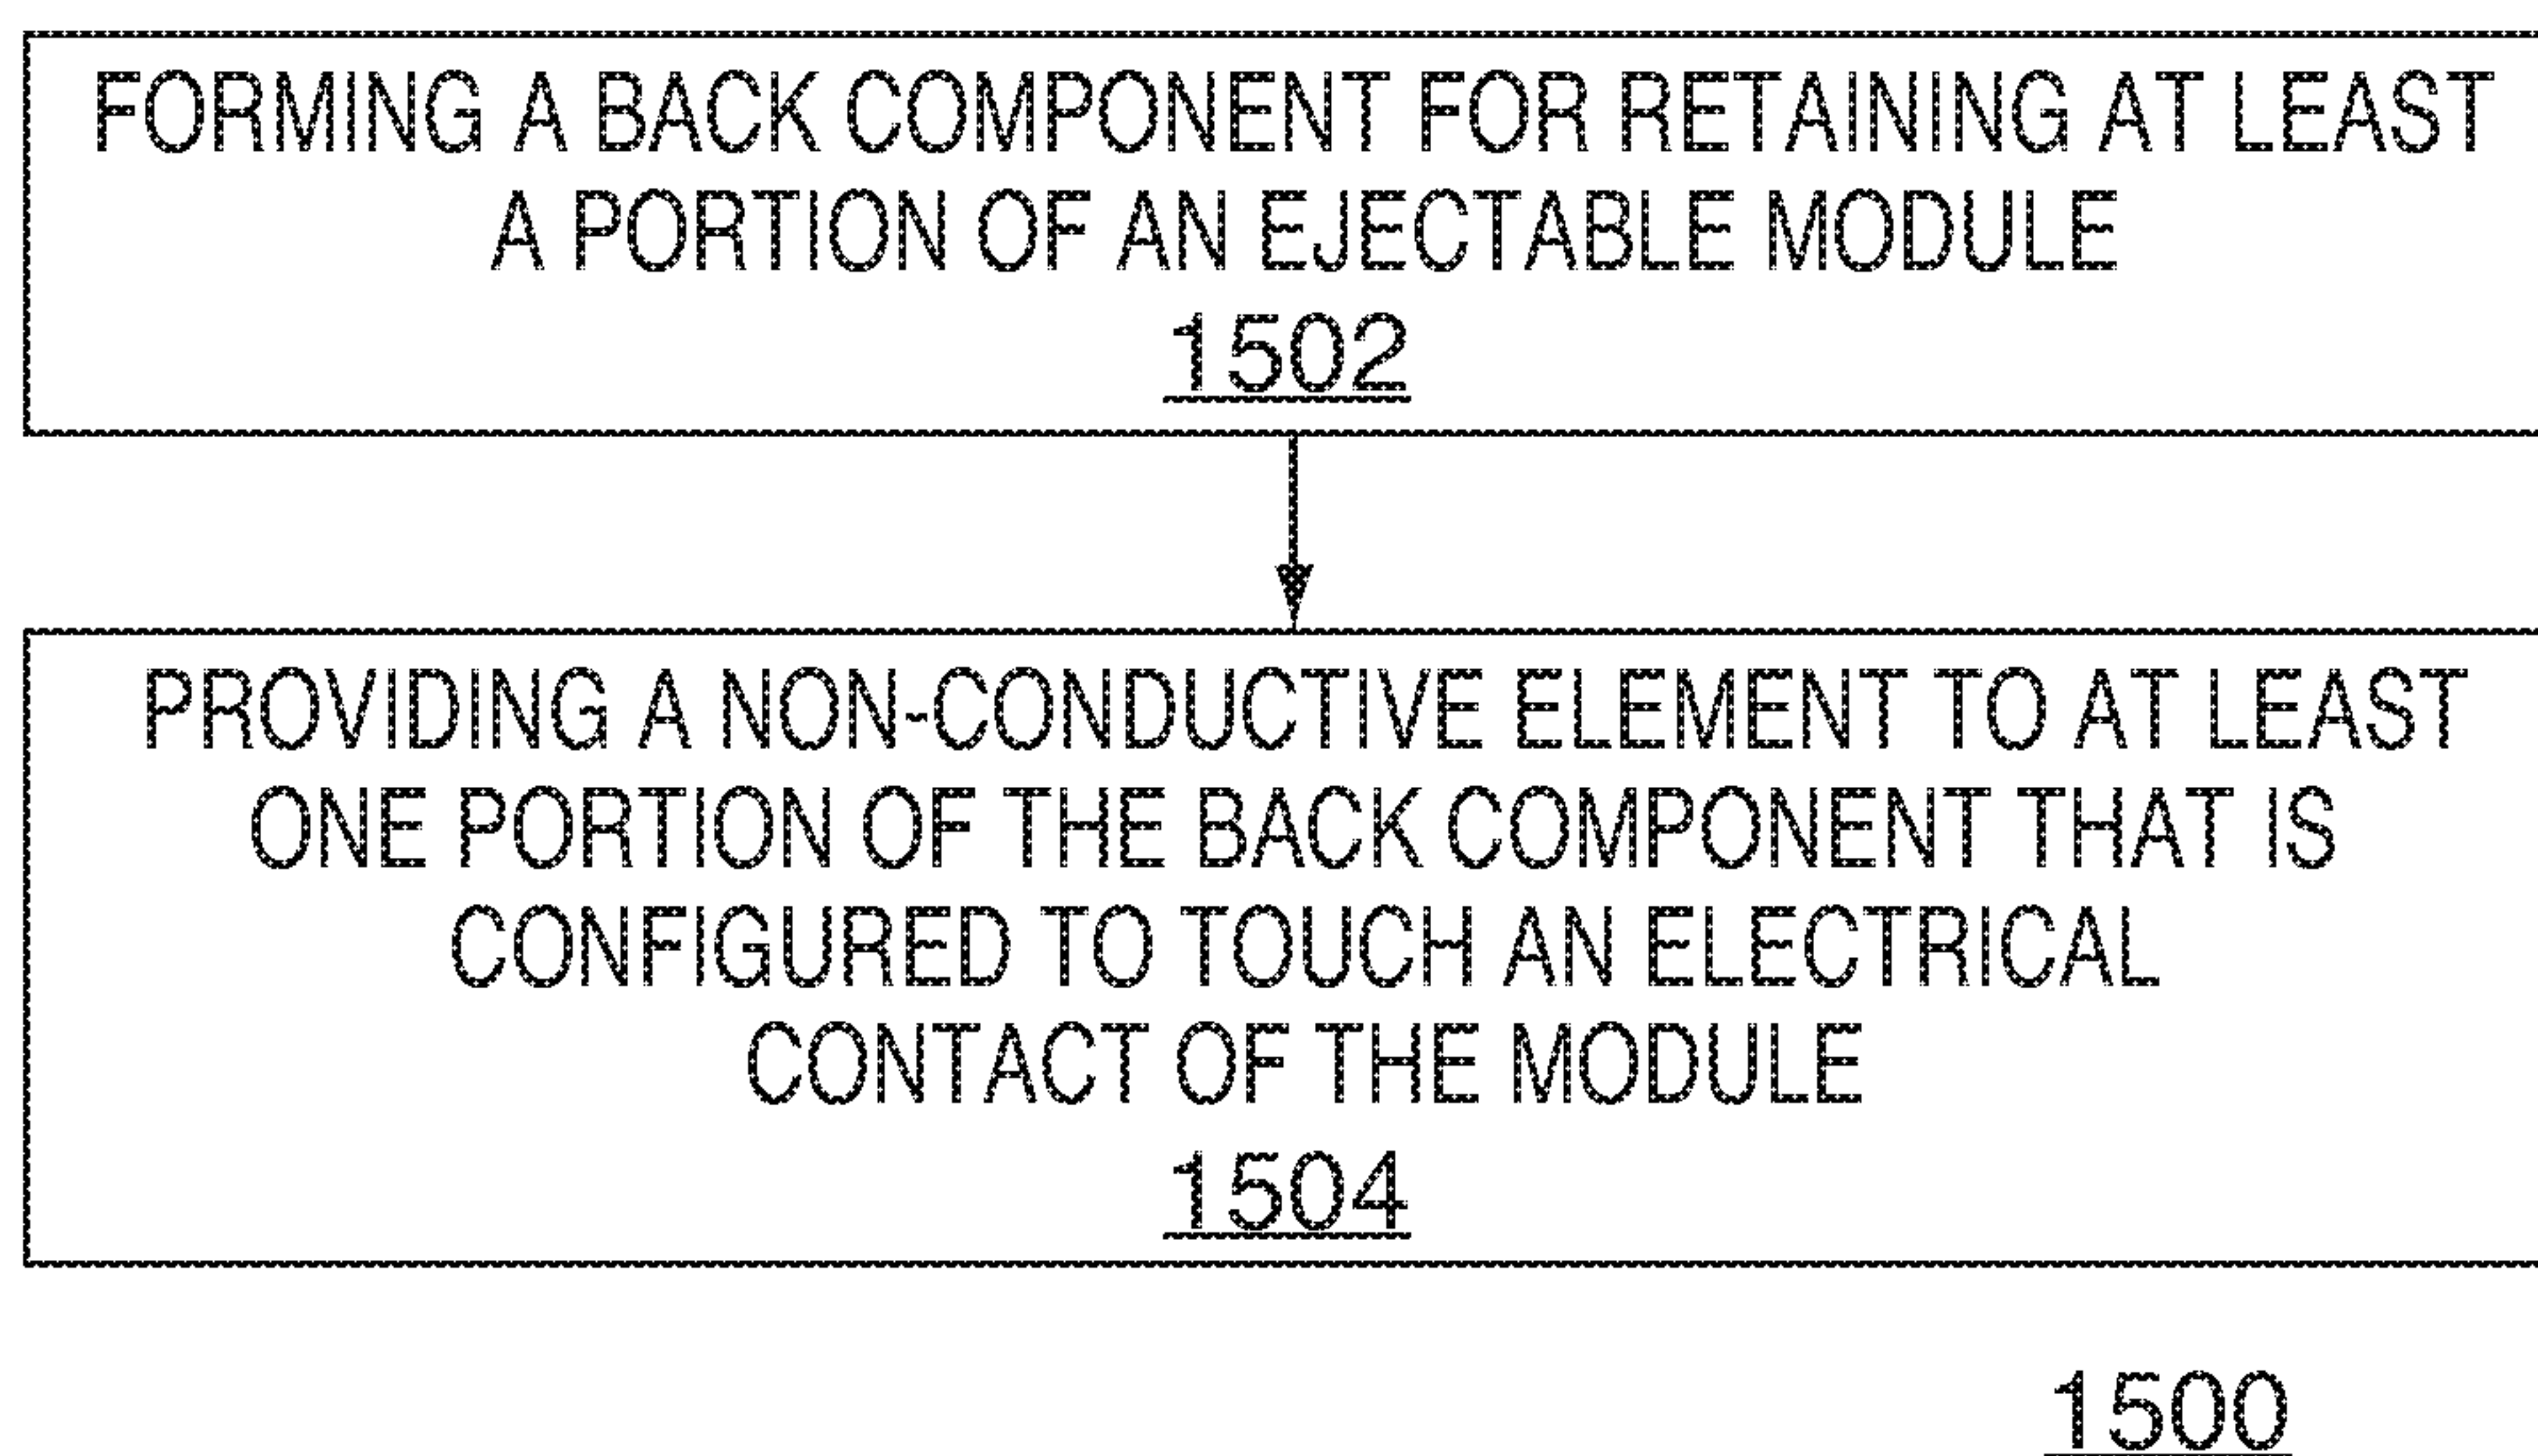 FORMING A BACK COMPONENT FOR RETAINING AT LEAST
A PORTION OF AN EJECTABLE MODULE
1502
PROVIDING A NON-CONDUCTIVE ELEMENT TO AT LEAST
ONE PORTION OF THE BACK COMPONENT THAT IS
CONFIGURED TO TOUCH AN ELECTRICAL
CONTACT OF THE MODULE
1504
1500